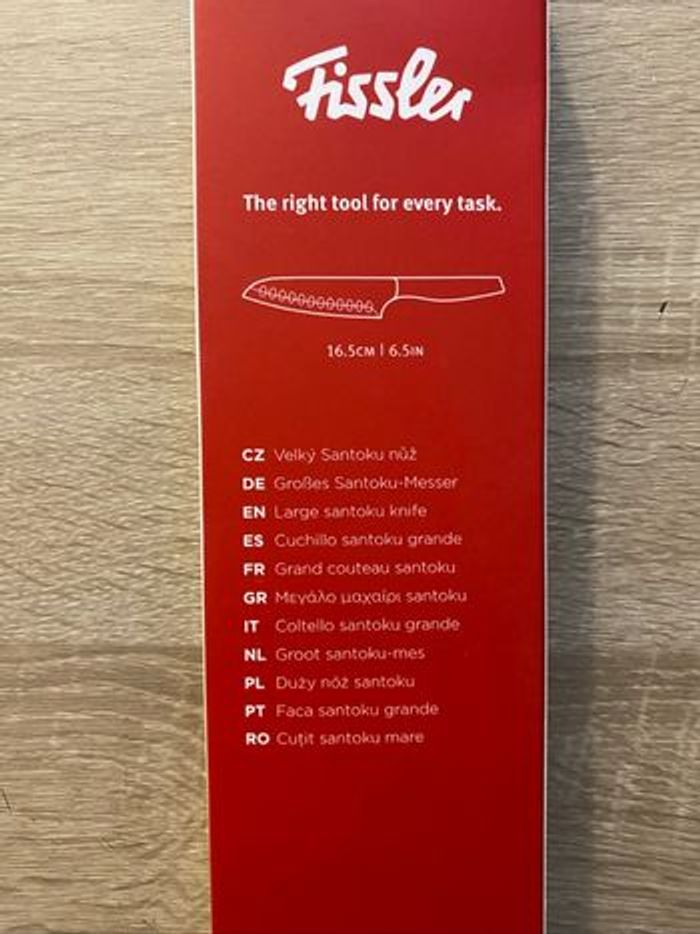 Fissler
The right tool for every task.
16.5CM | 6.5IN
CZ Velký Santoku nůž
DE Großes Santoku-Messer
EN Large santoku knife
ES Cuchillo santoku grande
FR Grand couteau santoku
GR Μεγάλο μαχαίρι santoku
IT Coltello santoku grande
NL Groot santoku-mes
PL Duży nóż santoku
PT Faca santoku grande
RO Cuțit santoku mare